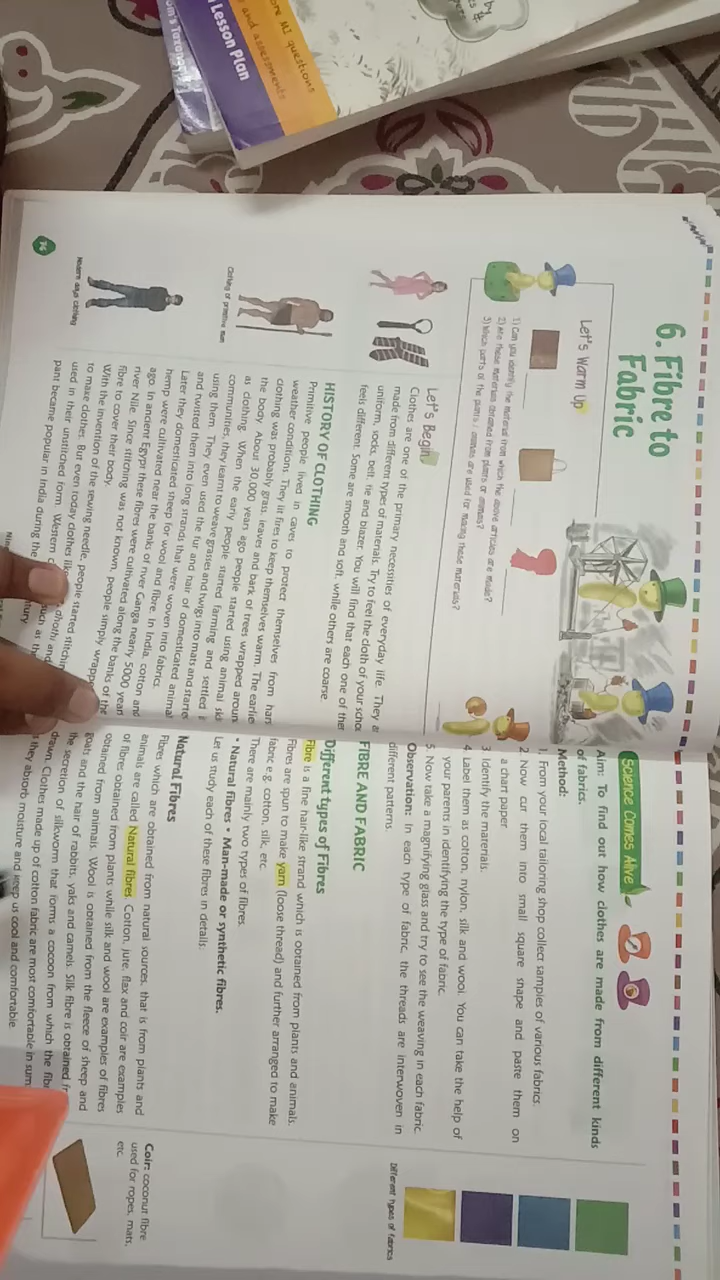 ore MI questions
and assessments
Lesson Plan
6. Fibre to
Fabric
Let's Warm Up
1) Can you identify the material from which the above articles are made?
2) Are these materials obtained from plants or animals?
3) Which parts of the plants / animals are used for making these materials?
Let's Begin
Clothes are one of the primary necessities of everyday life. They a
made from different types of materials. Try to feel the cloth of your schoo
uniform, socks, belt, tie and blazer. You will find that each one of the
feels different. Some are smooth and soft, while others are coarse.
HISTORY OF CLOTHING
Primitive people lived in caves to protect themselves from har
weather conditions. They lit fires to keep themselves warm. The earlie
clothing was probably grass, leaves and bark of trees wrapped aroun
the body. About 30,000 years ago people started using animal ski
as clothing. When the early people started farming and settled i
communities, they learnt to weave grasses and twigs into mats and
using them. They even used the fur and hair of domesticated animal
and twisted them into long strands that were woven into fabrics.
Later they domesticated sheep for wool and fibre. In India, cotton and
hemp were cultivated near the banks of river Ganga nearly 5000 year
ago. In ancient Egypt these fibres were cultivated along the banks of the
river Nile. Since stitching was not known, people simply wrapped
fibre to cover their body.
With the invention of the sewing needle, people started stitchin
to make clothes. But even today clothes like dhothi and
used in their unstitched form. Western such as th
pant became popular in India during the century
Clothing of primitive man
Modern days clothing
76
Science Comes Alive
Aim: To find out how clothes are made from different kinds
of fabrics.
Method:
1. From your local tailoring shop collect samples of various fabrics.
2. Now cut them into small square shape and paste them on
a chart paper.
3. Identify the materials.
4. Label them as cotton, nylon, silk and wool. You can take the help of
your parents in identifying the type of fabric.
5. Now take a magnifying glass and try to see the weaving in each fabric.
Observation: In each type of fabric, the threads are interwoven in
different patterns.
Different types of fabrics
FIBRE AND FABRIC
Different types of Fibres
Fibre is a fine hair-like strand which is obtained from plants and animals.
Fibres are spun to make yarn (loose thread) and further arranged to make
fabric e.g. cotton, silk, etc.
There are mainly two types of fibres.
• Natural fibres • Man-made or synthetic fibres.
Let us study each of these fibres in details.
Natural Fibres
Fibres which are obtained from natural sources, that is from plants and
animals are called Natural fibres. Cotton, jute, flax and coir are examples
of fibre obtained from plants while silk and wool are examples of fibres
obtained from animals. Wool is obtained from the fleece of sheep and
goats, and the hair of rabbits, yaks and camels. Silk fibre is obtained fr
the secretion of silkworm that forms a cocoon from which the fibr
drawn. Clothes made up of cotton fabric are most comfortable in sum
s they absorb moisture and keep us cool and comfortable.
Coir: coconut fibre
used for ropes, mats,
etc.